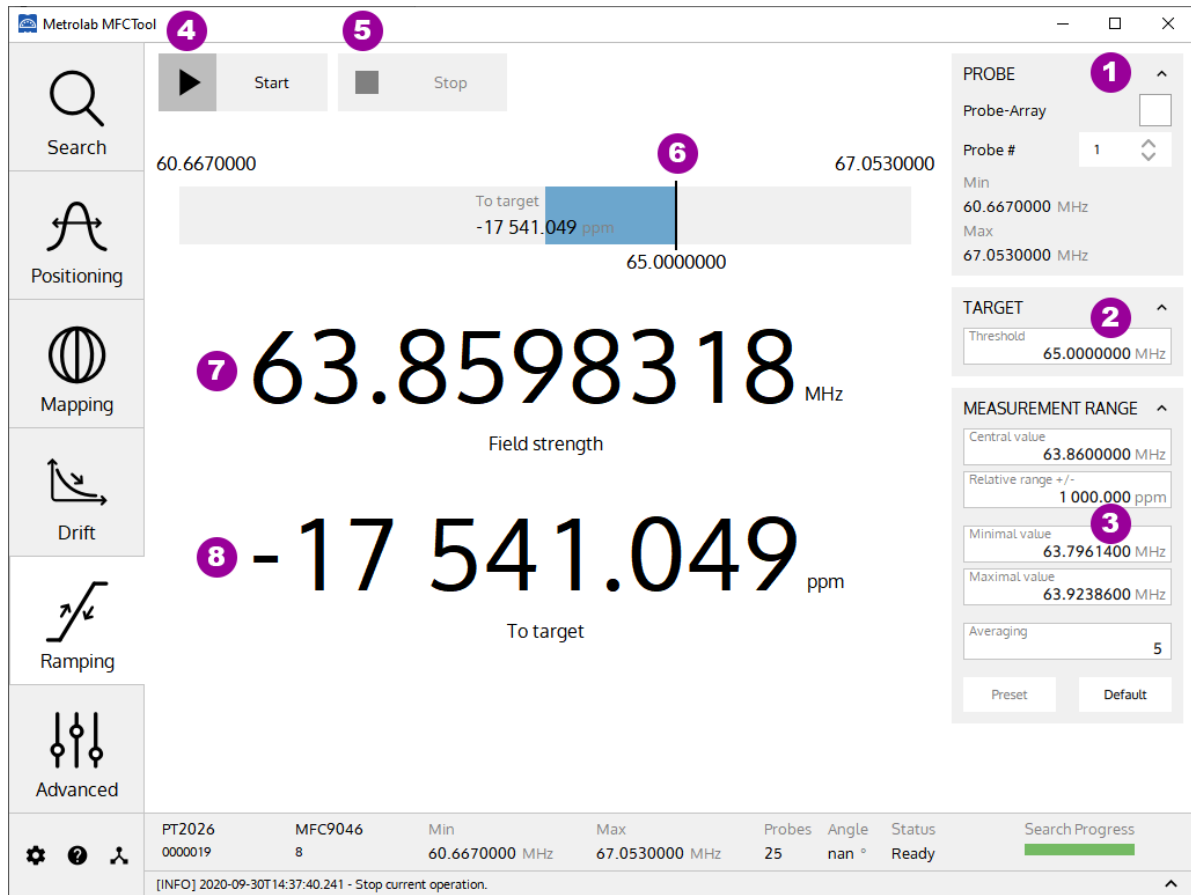 Metrolab MFCTool
4
5
Start
Stop
Search
Positioning
Mapping
Drift
Ramping
Advanced
60.6670000
67.0530000
6
To target
-17 541.049 ppm
65.0000000
7
63.8598318 MHz
Field strength
8
-17 541.049 ppm
To target
PROBE
1
Probe-Array
Probe #
1
Min
60.6670000 MHz
Max
67.0530000 MHz
TARGET
2
Threshold
65.0000000 MHz
MEASUREMENT RANGE
Central value
63.8600000 MHz
Relative range +/-
1 000.000 ppm
3
Minimal value
63.7961400 MHz
Maximal value
63.9238600 MHz
Averaging
5
Preset
Default
PT2026 MFC9046 Min Max Probes Angle Status Search Progress
0000019 8 60.6670000 MHz 67.0530000 MHz 25 nan ° Ready
[INFO] 2020-09-30T14:37:40.241 - Stop current operation.